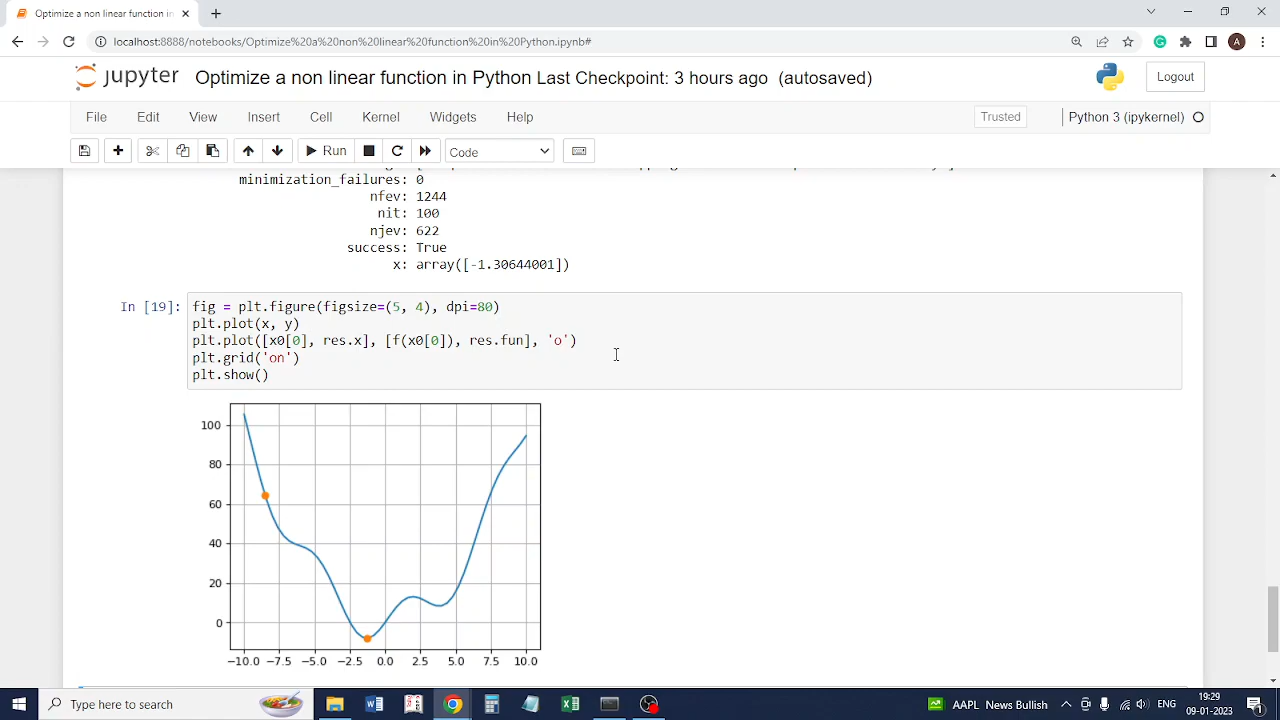 Optimize a non linear function in
localhost:8888/notebooks/Optimize%20a%20non%20linear%20function%20in%20Python.ipynb#
A
jupyter Optimize a non linear function in Python Last Checkpoint: 3 hours ago (autosaved)
Logout
File Edit View Insert Cell Kernel Widgets Help
Trusted
Python 3 (ipykernel)
Run
Code
minimization_failures: 0
nfev: 1244
nit: 100
njev: 622
success: True
x: array([-1.30644001])
In [19]: fig = plt.figure(figsize=(5, 4), dpi=80)
plt.plot(x, y)
plt.plot([x0[0], res.x], [f(x0[0]), res.fun], 'o')
plt.grid('on')
plt.show()
100
80
60
40
20
0
−10.0 −7.5 −5.0 −2.5 0.0 2.5 5.0 7.5 10.0
Type here to search
AAPL News Bullish
ENG
19:29
09-01-2023